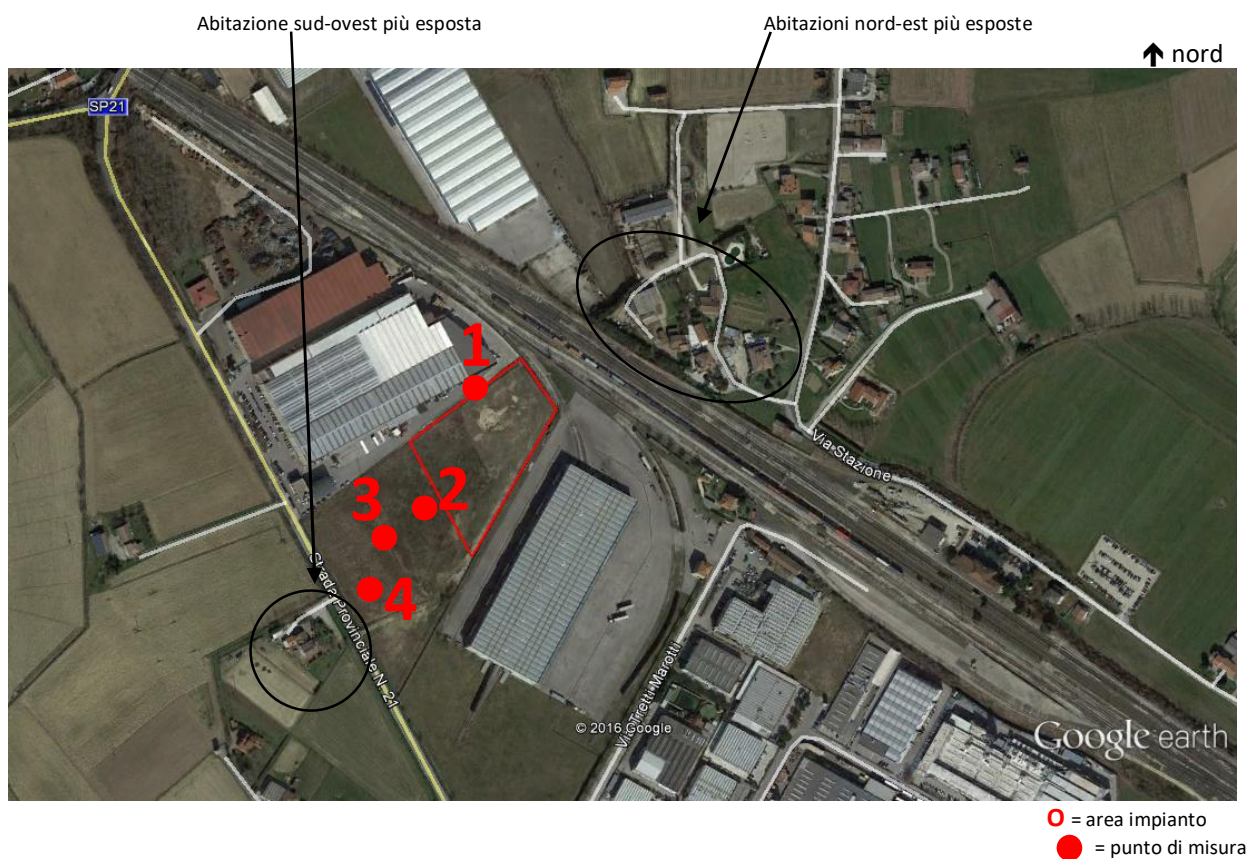 Abitazione sud-ovest più esposta
Abitazioni nord-est più esposte
nord
SP21
1
Via Stazione
2
3
4
Strada Provinciale N. 21
Via Tretti Marotti
© 2016 Google
Google earth
O = area impianto
= punto di misura